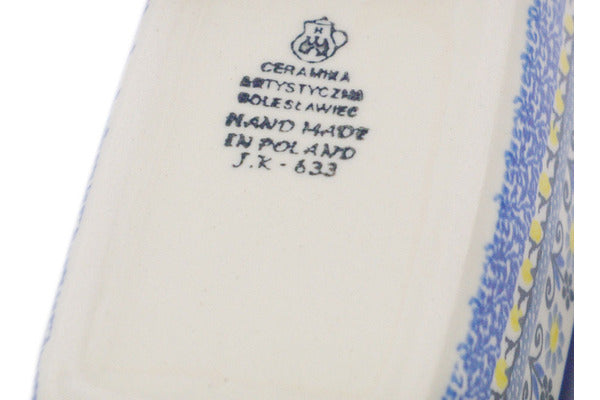 CERAMIKA
ARTYSTYCZNA
BOLESŁAWIEC
HAND MADE
IN POLAND
J.K - 633